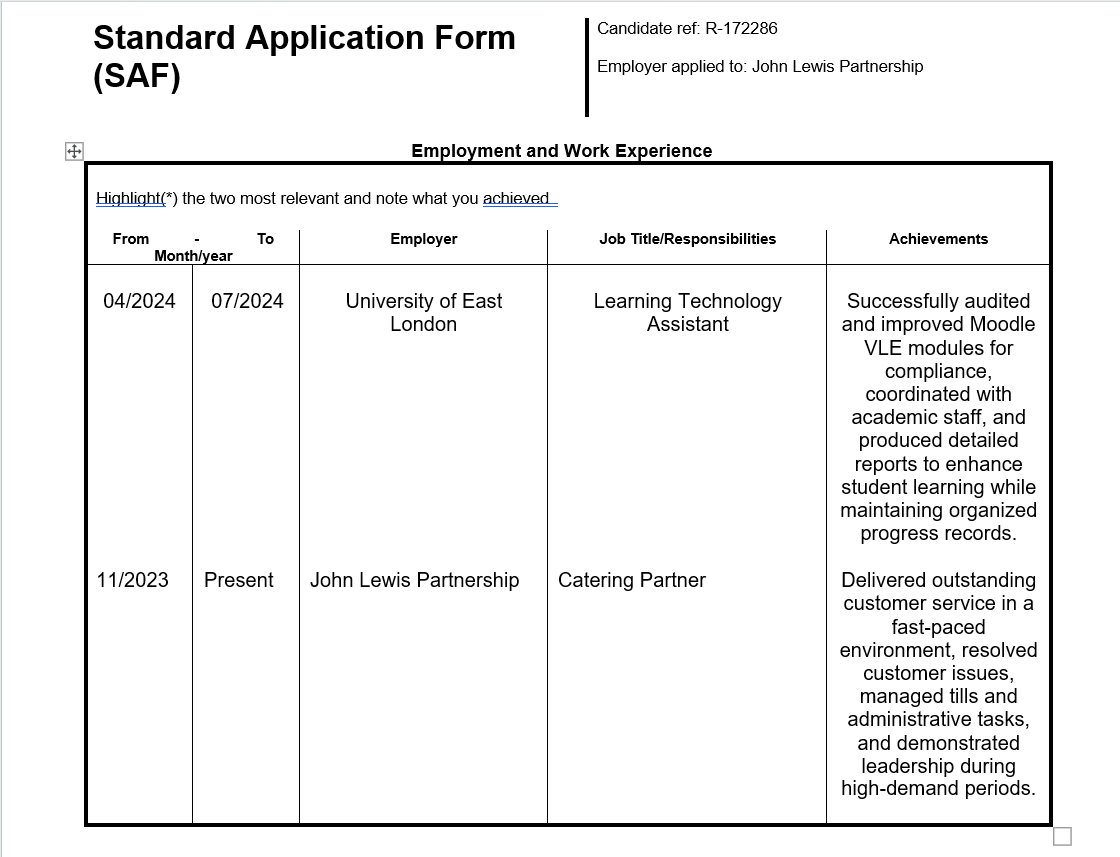 Standard Application Form
(SAF)
Candidate ref: R-172286
Employer applied to: John Lewis Partnership
Employment and Work Experience
Highlight(*) the two most relevant and note what you achieved
From - To
Month/year
Employer
Job Title/Responsibilities
Achievements
04/2024
07/2024
University of East
London
Learning Technology
Assistant
Successfully audited
and improved Moodle
VLE modules for
compliance,
coordinated with
academic staff, and
produced detailed
reports to enhance
student learning while
maintaining organized
progress records.
11/2023
Present
John Lewis Partnership
Catering Partner
Delivered outstanding
customer service in a
fast-paced
environment, resolved
customer issues,
managed tills and
administrative tasks,
and demonstrated
leadership during
high-demand periods.